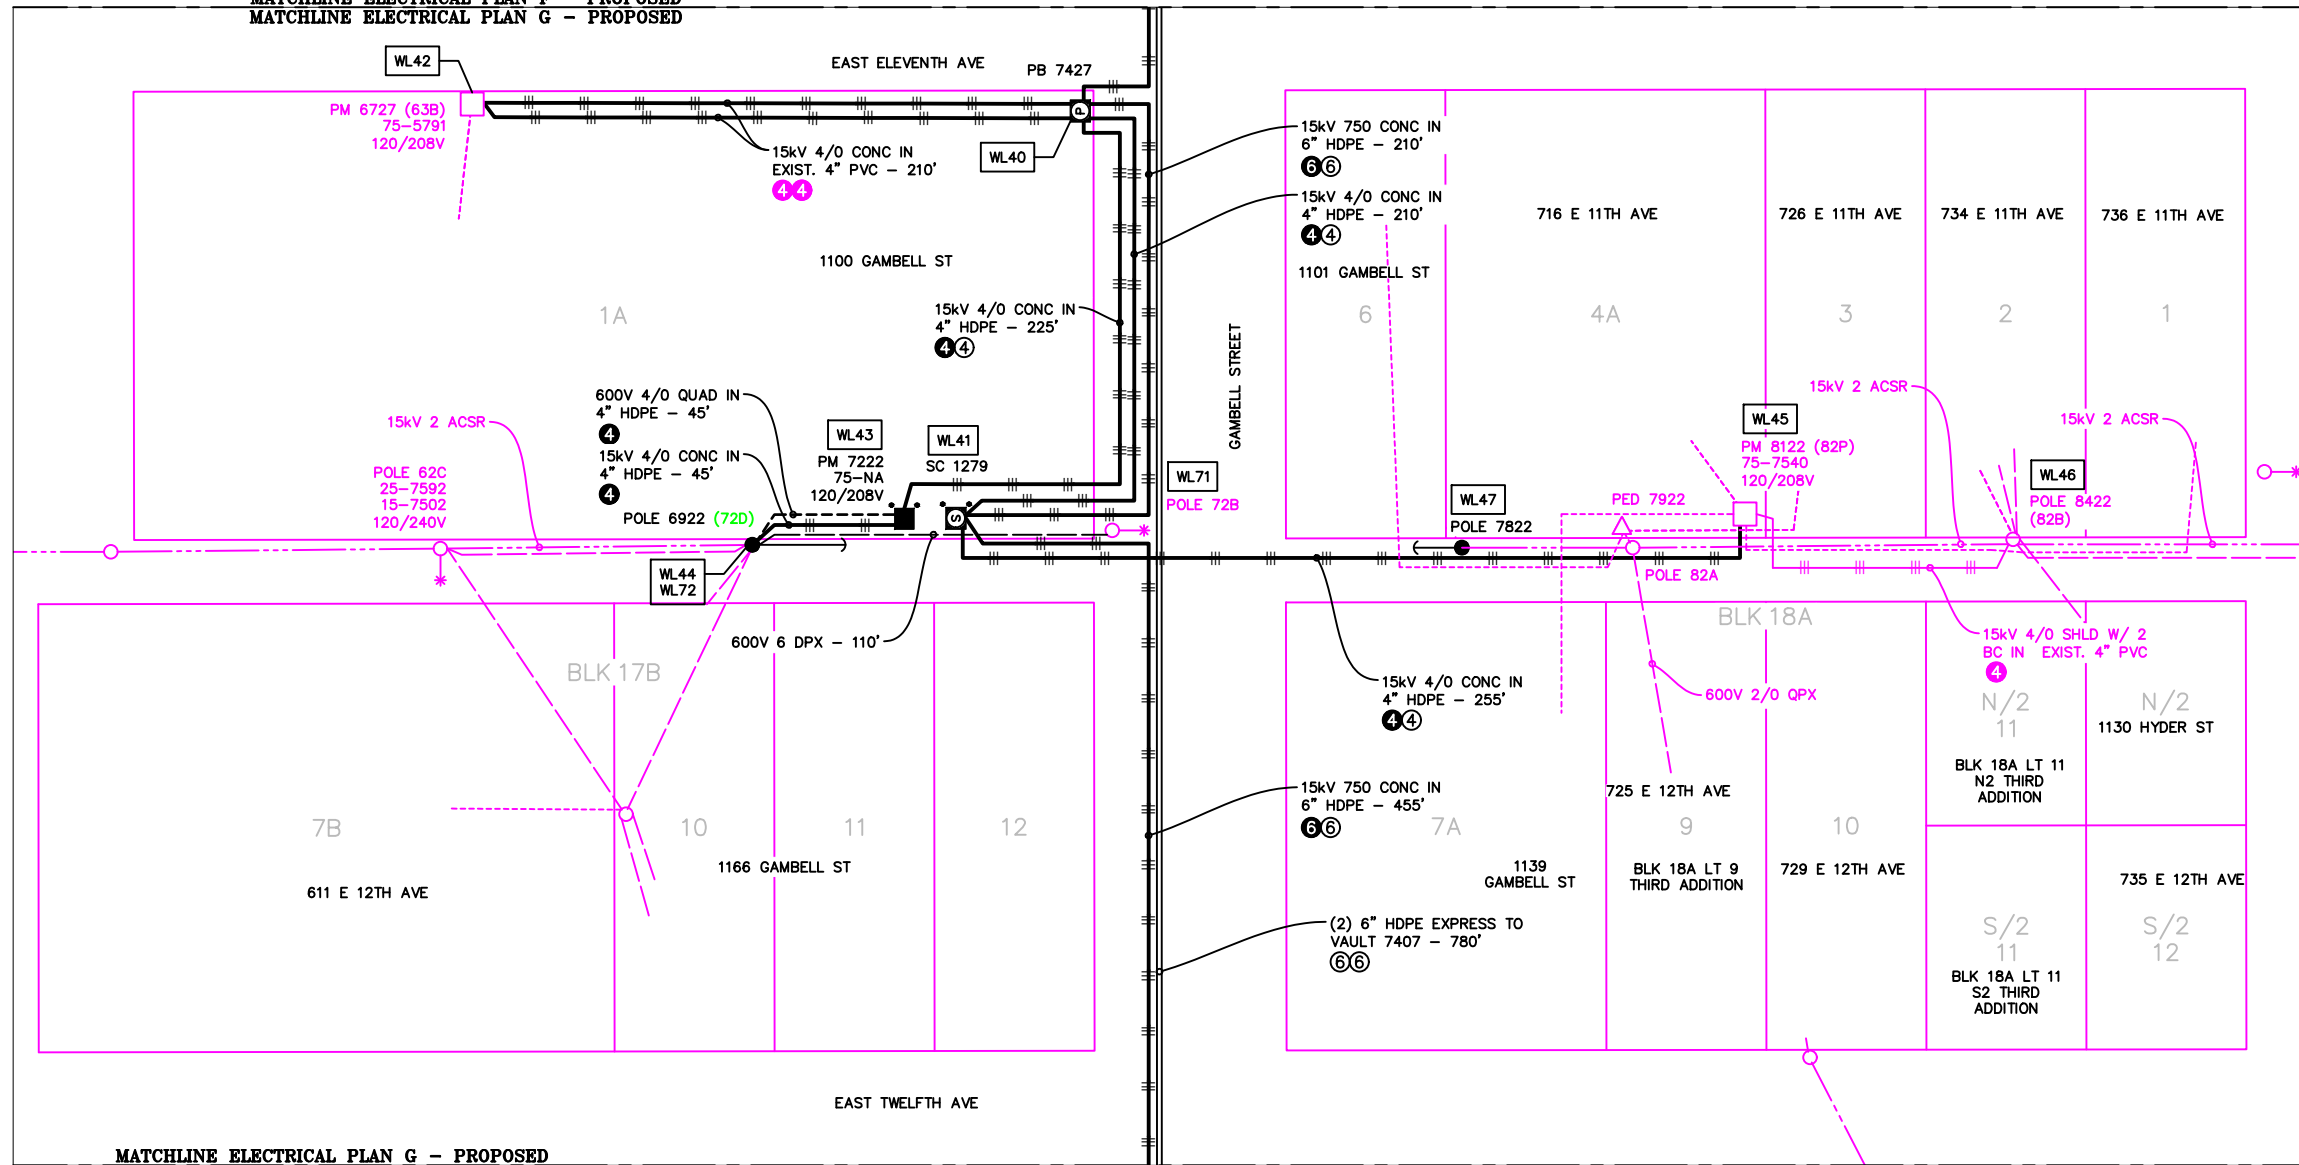 MATCHLINE ELECTRICAL PLAN F - PROPOSED
MATCHLINE ELECTRICAL PLAN G - PROPOSED
WL42
EAST ELEVENTH AVE
PB 7427
PM 6727 (63B)
75-5791
120/208V
P
WL40
15kV 4/0 CONC IN
EXIST. 4" PVC - 210'
4 4
15kV 750 CONC IN
6" HDPE - 210'
6 6
15kV 4/0 CONC IN
4" HDPE - 210'
4 4
716 E 11TH AVE
726 E 11TH AVE
734 E 11TH AVE
736 E 11TH AVE
1100 GAMBELL ST
1101 GAMBELL ST
1A
6
4A
3
2
1
15kV 4/0 CONC IN
4" HDPE - 225'
4 4
GAMBELL STREET
600V 4/0 QUAD IN
4" HDPE - 45'
4
15kV 4/0 CONC IN
4" HDPE - 45'
4
15kV 2 ACSR
POLE 62C
25-7592
15-7502
120/240V
WL43
PM 7222
75-NA
120/208V
WL41
SC 1279
S
POLE 6922 (72D)
WL44
WL72
WL71
POLE 72B
WL47
POLE 7822
PED 7922
WL45
PM 8122 (82P)
75-7540
120/208V
15kV 2 ACSR
15kV 2 ACSR
WL46
POLE 8422
(82B)
POLE 82A
600V 6 DPX - 110'
BLK 17B
BLK 18A
15kV 4/0 SHLD W/ 2
BC IN EXIST. 4" PVC
4
15kV 4/0 CONC IN
4" HDPE - 255'
4 4
600V 2/0 QPX
N/2
11
N/2
1130 HYDER ST
BLK 18A LT 11
N2 THIRD
ADDITION
15kV 750 CONC IN
6" HDPE - 455'
6 6
725 E 12TH AVE
7B
10
11
12
7A
9
10
1166 GAMBELL ST
611 E 12TH AVE
1139
GAMBELL ST
BLK 18A LT 9
THIRD ADDITION
729 E 12TH AVE
735 E 12TH AVE
(2) 6" HDPE EXPRESS TO
VAULT 7407 - 780'
6 6
S/2
11
S/2
12
BLK 18A LT 11
S2 THIRD
ADDITION
EAST TWELFTH AVE
MATCHLINE ELECTRICAL PLAN G - PROPOSED